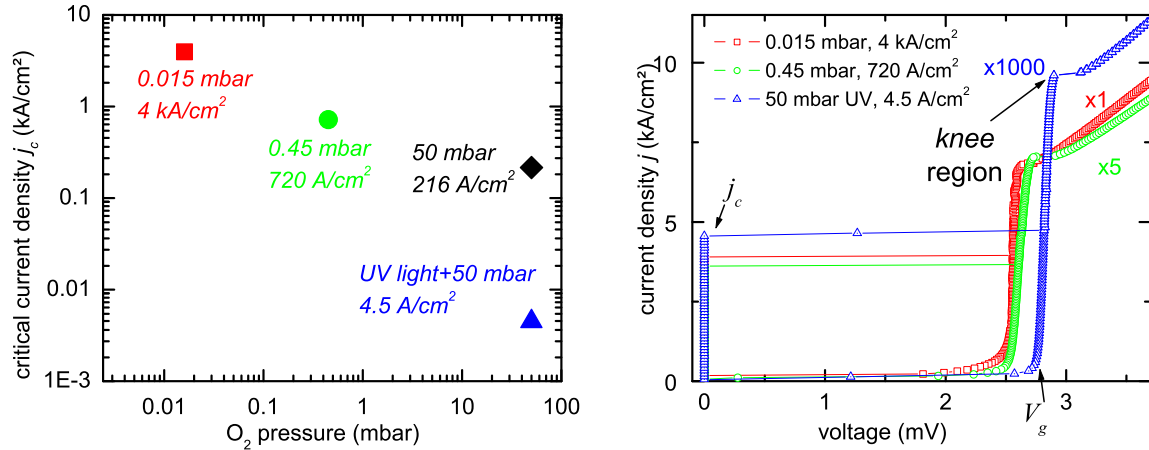 critical current density j_c (kA/cm²)
10
1
0.1
0.01
1E-3
0.015 mbar
4 kA/cm²
0.45 mbar
720 A/cm²
50 mbar
216 A/cm²
UV light+50 mbar
4.5 A/cm²
0.01
0.1
1
10
100
O₂ pressure (mbar)
current density j (kA/cm²)
10
5
0
0.015 mbar, 4 kA/cm²
0.45 mbar, 720 A/cm²
50 mbar UV, 4.5 A/cm²
x1000
x1
x5
knee
region
j_c
0
1
2
3
V_g
voltage (mV)